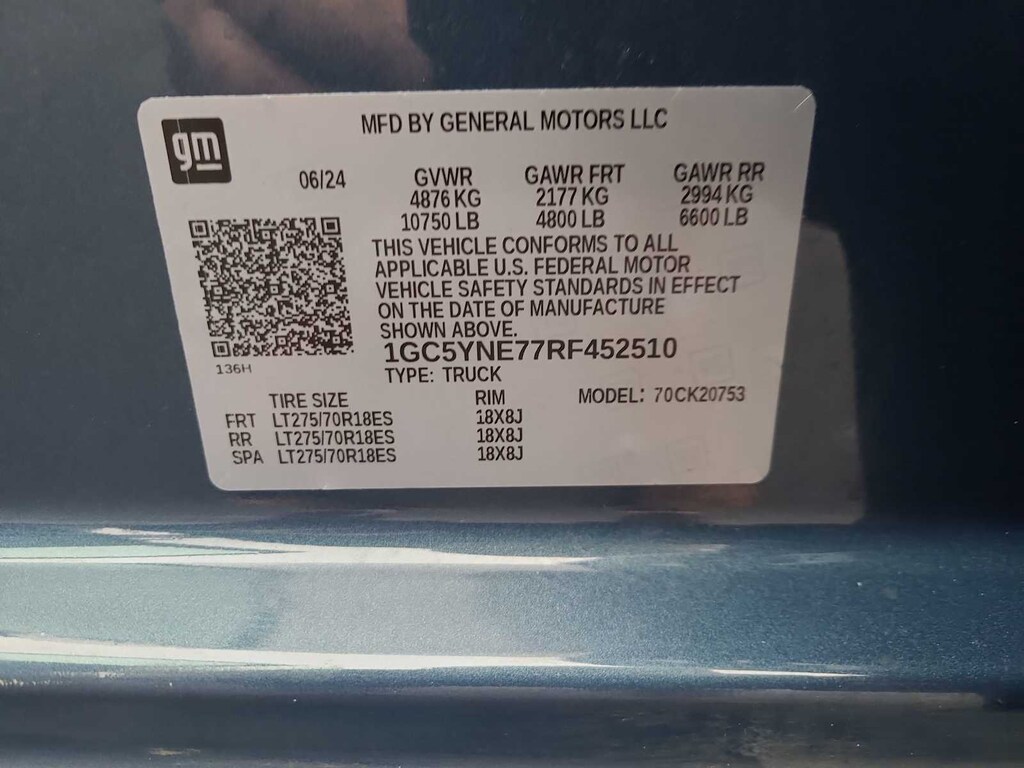 gm
MFD BY GENERAL MOTORS LLC
06/24
GVWR GAWR FRT GAWR RR
4876 KG 2177 KG 2994 KG
10750 LB 4800 LB 6600 LB
THIS VEHICLE CONFORMS TO ALL
APPLICABLE U.S. FEDERAL MOTOR
VEHICLE SAFETY STANDARDS IN EFFECT
ON THE DATE OF MANUFACTURE
SHOWN ABOVE.
1GC5YNE77RF452510
136H
TYPE: TRUCK
TIRE SIZE RIM MODEL: 70CK20753
FRT LT275/70R18ES 18X8J
RR LT275/70R18ES 18X8J
SPA LT275/70R18ES 18X8J